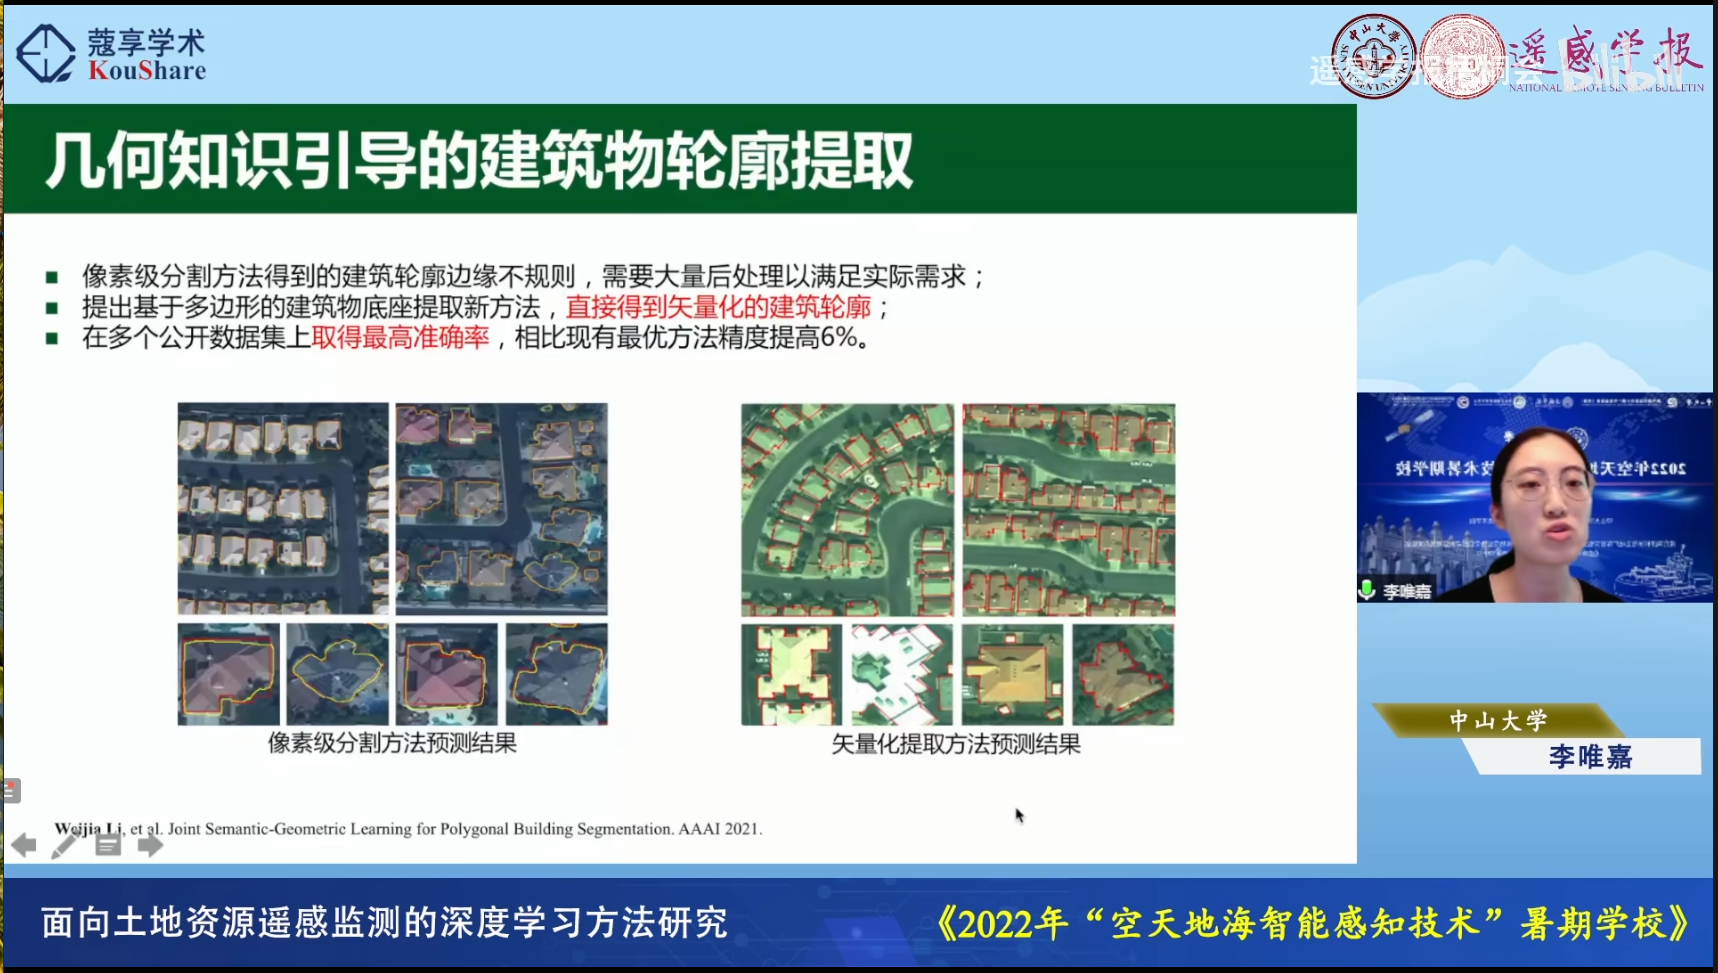 蔻享学术
KouShare
中山大学
遥感学报
NATIONAL REMOTE SENSING BULLETIN
bilibili
几何知识引导的建筑物轮廓提取
■ 像素级分割方法得到的建筑轮廓边缘不规则，需要大量后处理以满足实际需求；
■ 提出基于多边形的建筑物底座提取新方法，直接得到矢量化的建筑轮廓；
■ 在多个公开数据集上取得最高准确率，相比现有最优方法精度提高6%。
像素级分割方法预测结果
矢量化提取方法预测结果
Weijia Li, et al. Joint Semantic-Geometric Learning for Polygonal Building Segmentation. AAAI 2021.
李唯嘉
中山大学
李唯嘉
面向土地资源遥感监测的深度学习方法研究
《2022年“空天地海智能感知技术”暑期学校》